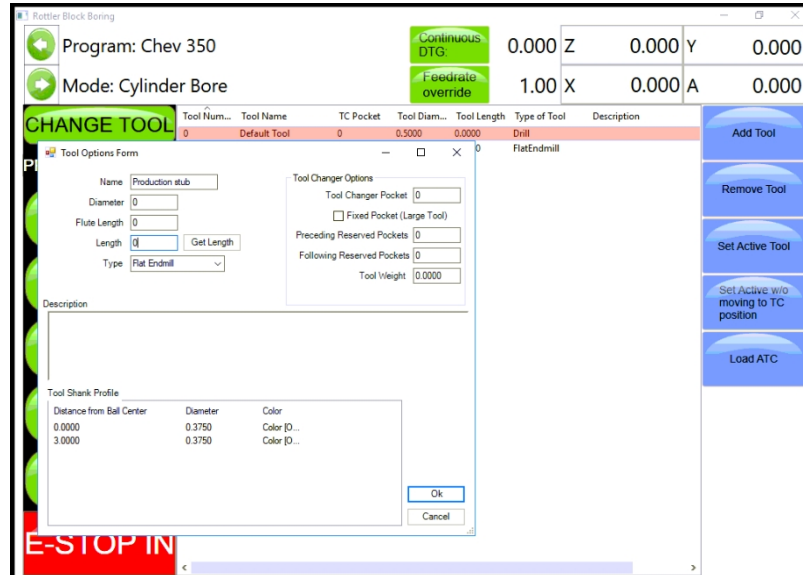 Rottler Block Boring
Program: Chev 350
Continuous DTG:
0.000 Z 0.000 Y 0.000
Mode: Cylinder Bore
Feedrate override
1.00 X 0.000 A 0.000
CHANGE TOOL
Tool Num... Tool Name TC Pocket Tool Diam... Tool Length Type of Tool Description
0 Default Tool 0 0.5000 0.0000 Drill
0 FlatEndmill
Add Tool
Remove Tool
Set Active Tool
Set Active w/o
moving to TC
position
Load ATC
Tool Options Form
Name Production stub
Diameter 0
Flute Length 0
Length 0 Get Length
Type Flat Endmill
Tool Changer Options
Tool Changer Pocket 0
Fixed Pocket (Large Tool)
Preceding Reserved Pockets 0
Following Reserved Pockets 0
Tool Weight 0.0000
Description
Tool Shank Profile
Distance from Ball Center Diameter Color
0.0000 0.3750 Color [O...
3.0000 0.3750 Color [O...
Ok
Cancel
E-STOP IN